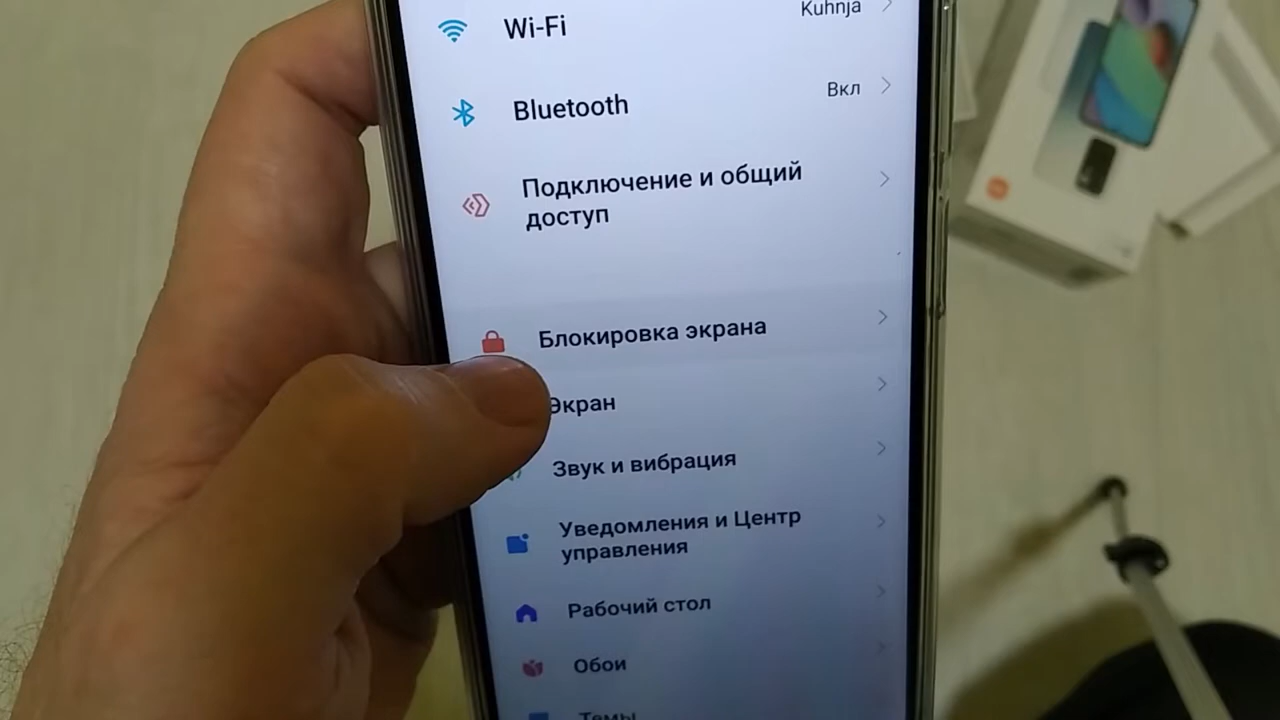 Wi-Fi
Kuhnja
Bluetooth
Вкл
Подключение и общий
доступ
Блокировка экрана
Экран
Звук и вибрация
Уведомления и Центр
управления
Рабочий стол
Обои
Темы